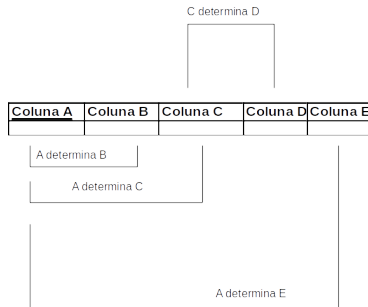 C determina D
Coluna A Coluna B Coluna C Coluna D Coluna E
A determina B
A determina C
A determina E